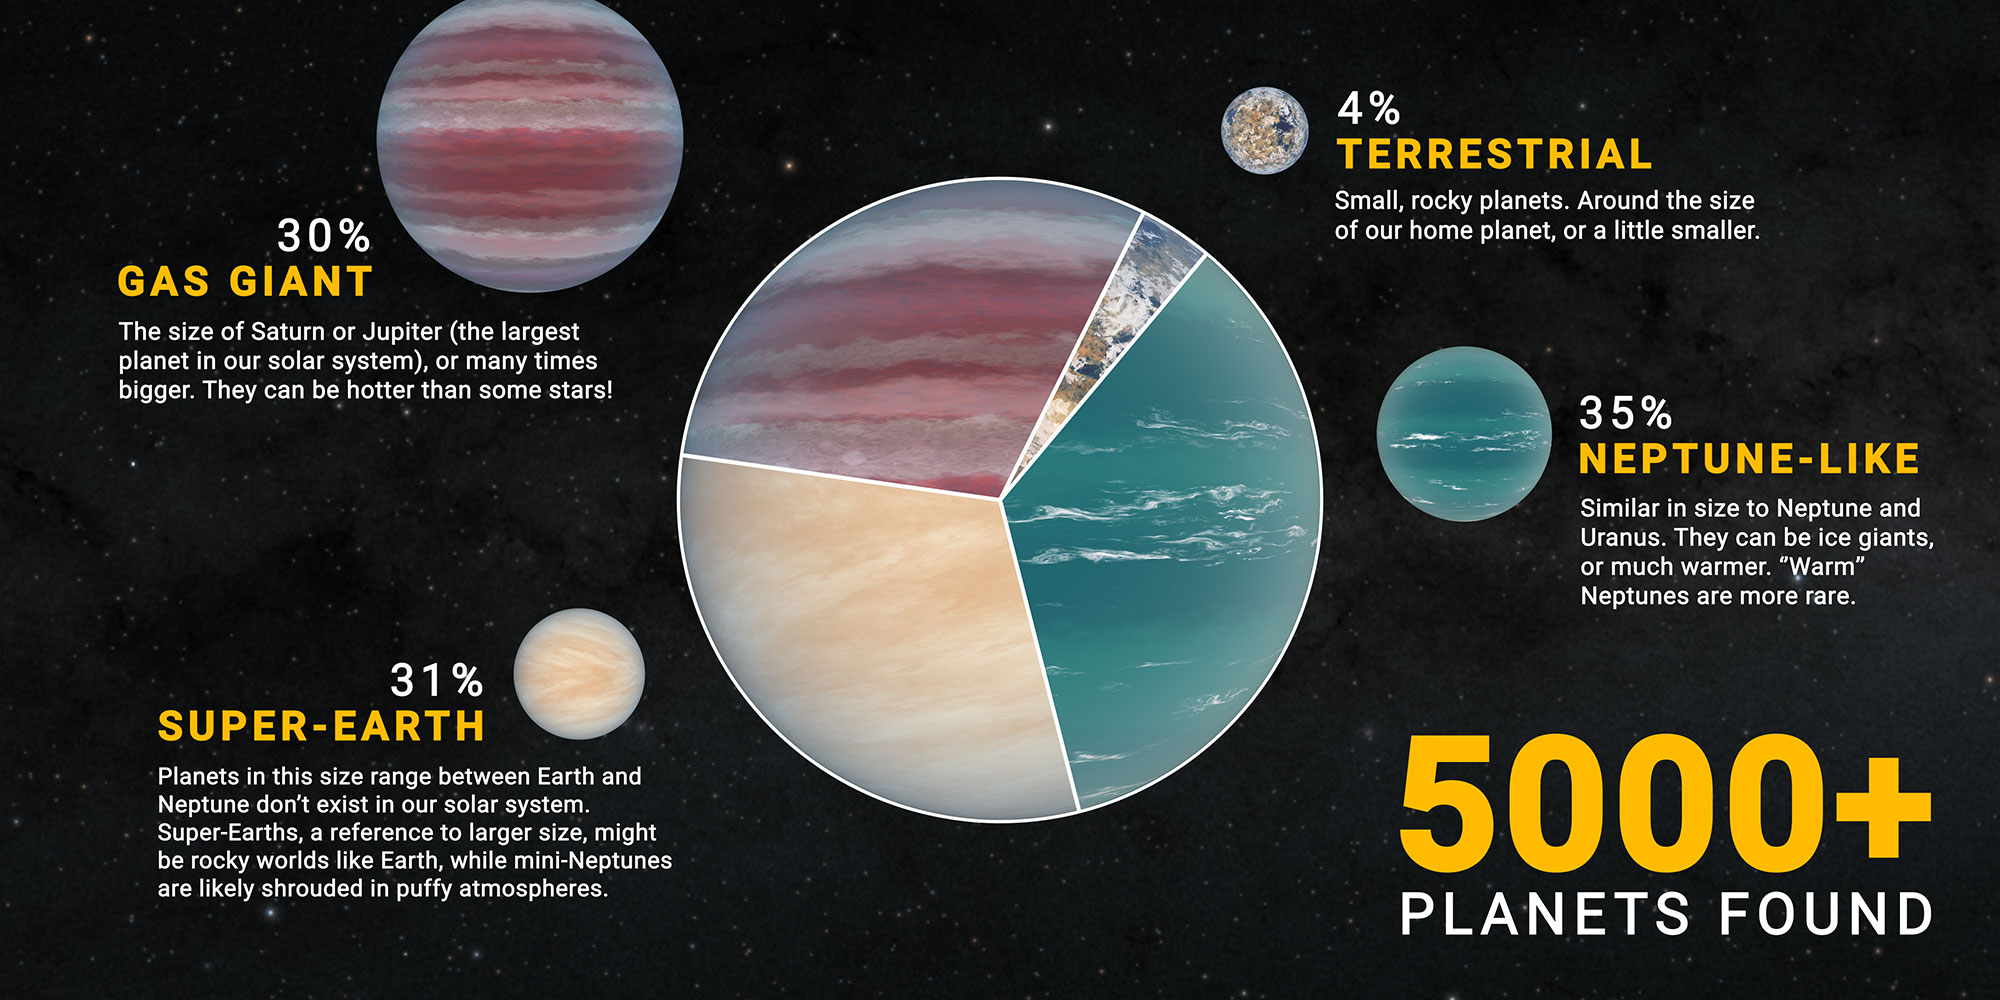 30%
GAS GIANT
The size of Saturn or Jupiter (the largest
planet in our solar system), or many times
bigger. They can be hotter than some stars!
4%
TERRESTRIAL
Small, rocky planets. Around the size
of our home planet, or a little smaller.
35%
NEPTUNE-LIKE
Similar in size to Neptune and
Uranus. They can be ice giants,
or much warmer. “Warm”
Neptunes are more rare.
31%
SUPER-EARTH
Planets in this size range between Earth and
Neptune don’t exist in our solar system.
Super-Earths, a reference to larger size, might
be rocky worlds like Earth, while mini-Neptunes
are likely shrouded in puffy atmospheres.
5000+
PLANETS FOUND